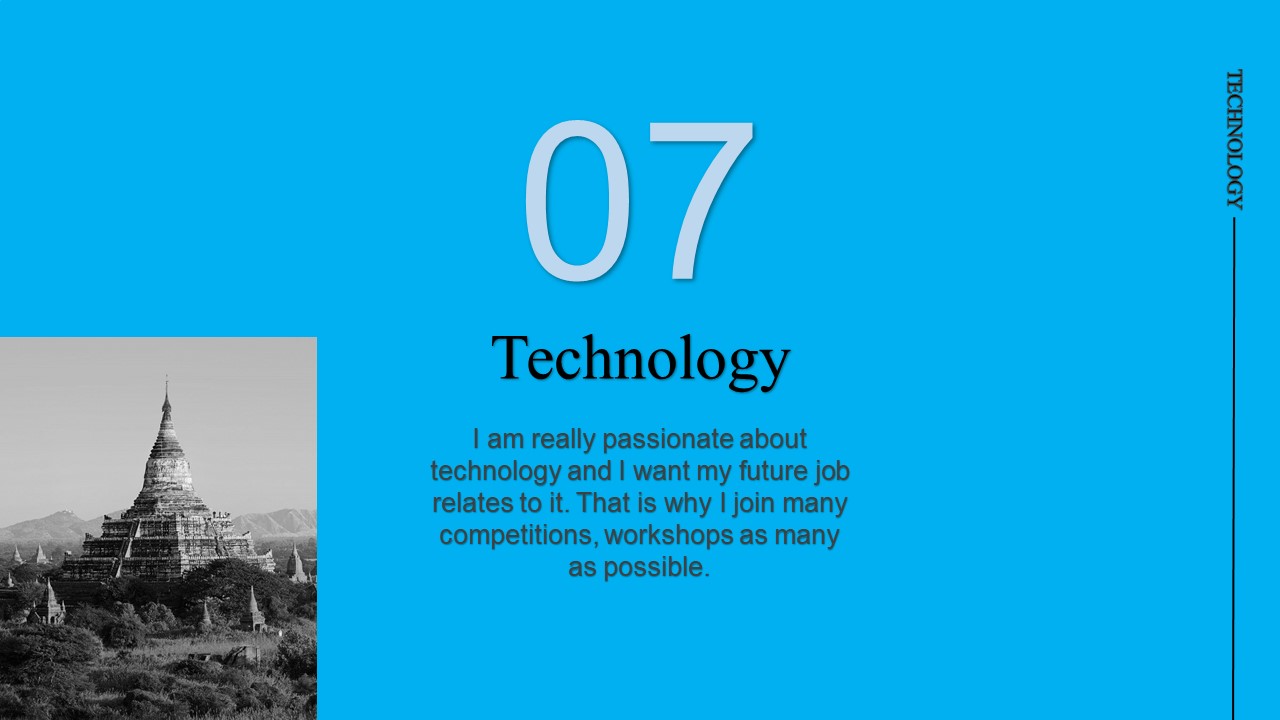 07
Technology
I am really passionate about
technology and I want my future job
relates to it. That is why I join many
competitions, workshops as many
as possible.
TECHNOLOGY